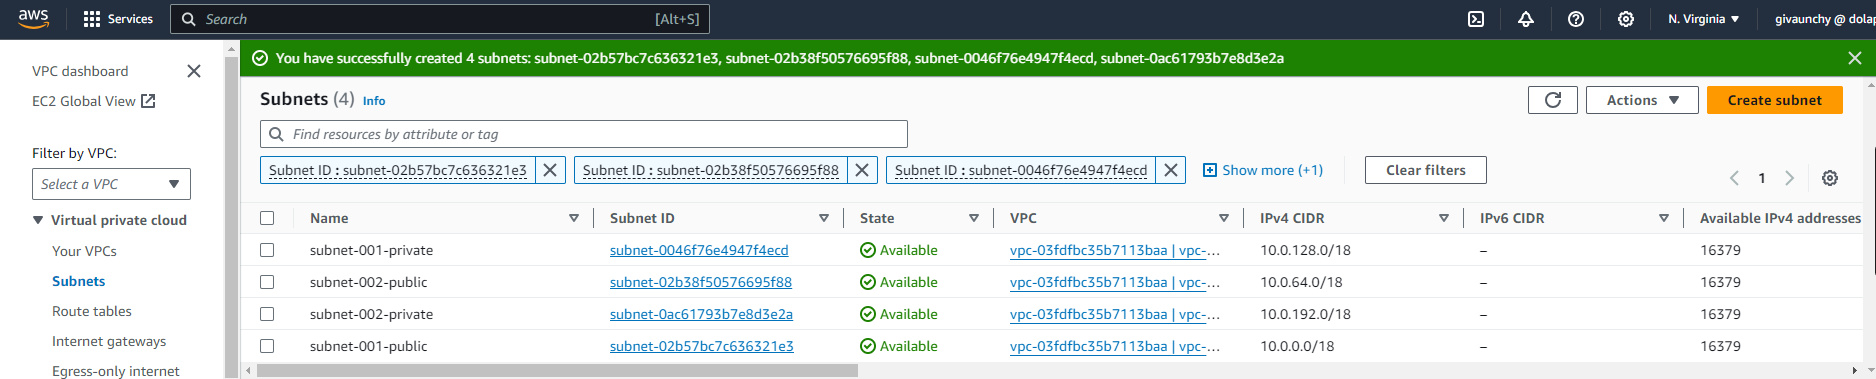 aws Services Search [Alt+S] N. Virginia givaunchy @ dolap
VPC dashboard
EC2 Global View
Filter by VPC:
Select a VPC
Virtual private cloud
Your VPCs
Subnets
Route tables
Internet gateways
Egress-only internet
You have successfully created 4 subnets: subnet-02b57bc7c636321e3, subnet-02b38f50576695f88, subnet-0046f76e4947f4ecd, subnet-0ac61793b7e8d3e2a
Subnets (4) Info Actions Create subnet
Find resources by attribute or tag
Subnet ID : subnet-02b57bc7c636321e3 Subnet ID : subnet-02b38f50576695f88 Subnet ID : subnet-0046f76e4947f4ecd Show more (+1) Clear filters
1
Name Subnet ID State VPC IPv4 CIDR IPv6 CIDR Available IPv4 addresses
subnet-001-private subnet-0046f76e4947f4ecd Available vpc-03fdfbc35b7113baa | vpc-... 10.0.128.0/18 – 16379
subnet-002-public subnet-02b38f50576695f88 Available vpc-03fdfbc35b7113baa | vpc-... 10.0.64.0/18 – 16379
subnet-002-private subnet-0ac61793b7e8d3e2a Available vpc-03fdfbc35b7113baa | vpc-... 10.0.192.0/18 – 16379
subnet-001-public subnet-02b57bc7c636321e3 Available vpc-03fdfbc35b7113baa | vpc-... 10.0.0.0/18 – 16379